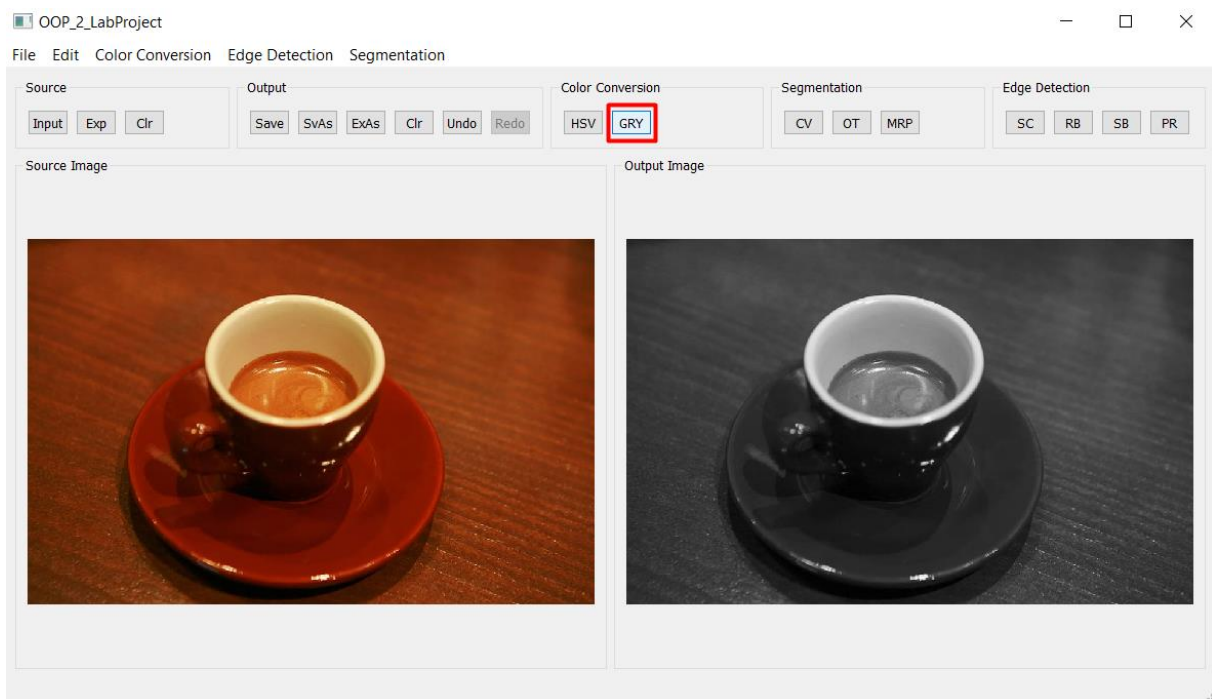 OOP_2_LabProject
File Edit Color Conversion Edge Detection Segmentation
Source Output Color Conversion Segmentation Edge Detection
Input Exp Clr Save SvAs ExAs Clr Undo Redo HSV GRY CV OT MRP SC RB SB PR
Source Image Output Image